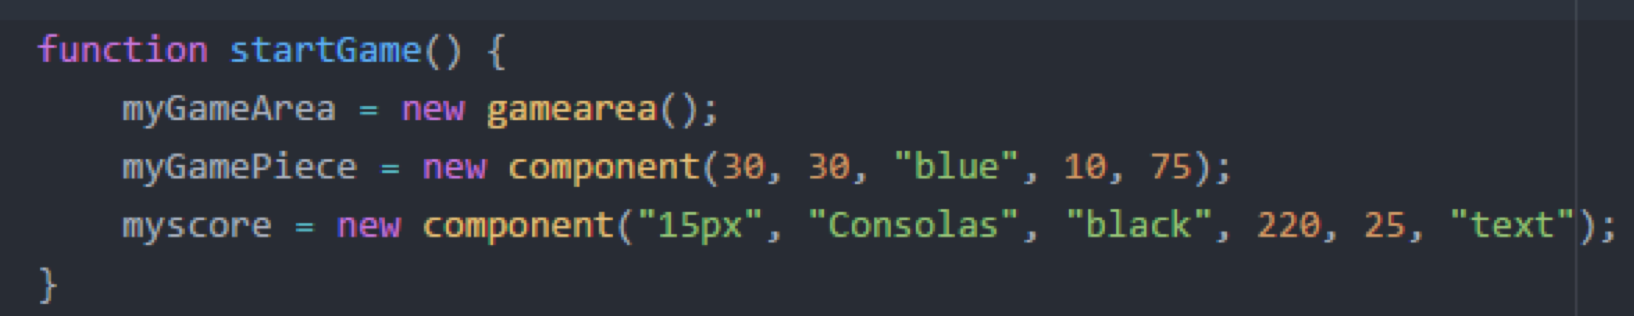 function startGame() {
    myGameArea = new gamearea();
    myGamePiece = new component(30, 30, "blue", 10, 75);
    myscore = new component("15px", "Consolas", "black", 220, 25, "text");
}